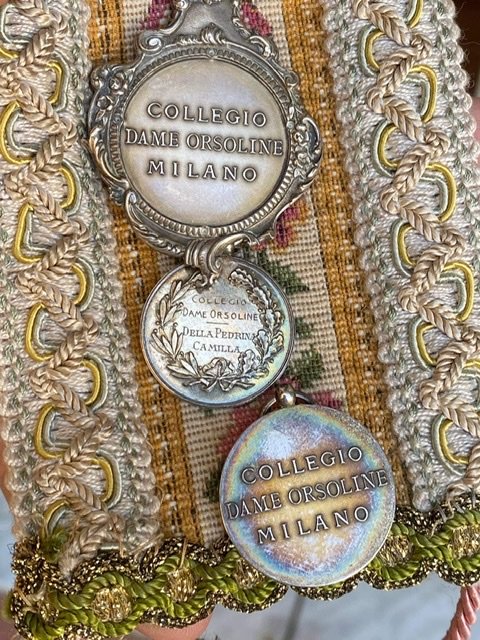 COLLEGIO
DAME ORSOLINE
MILANO
COLLEGIO
DAME ORSOLINE
DELLA PEDRINA
CAMILLA
COLLEGIO
DAME ORSOLINE
MILANO